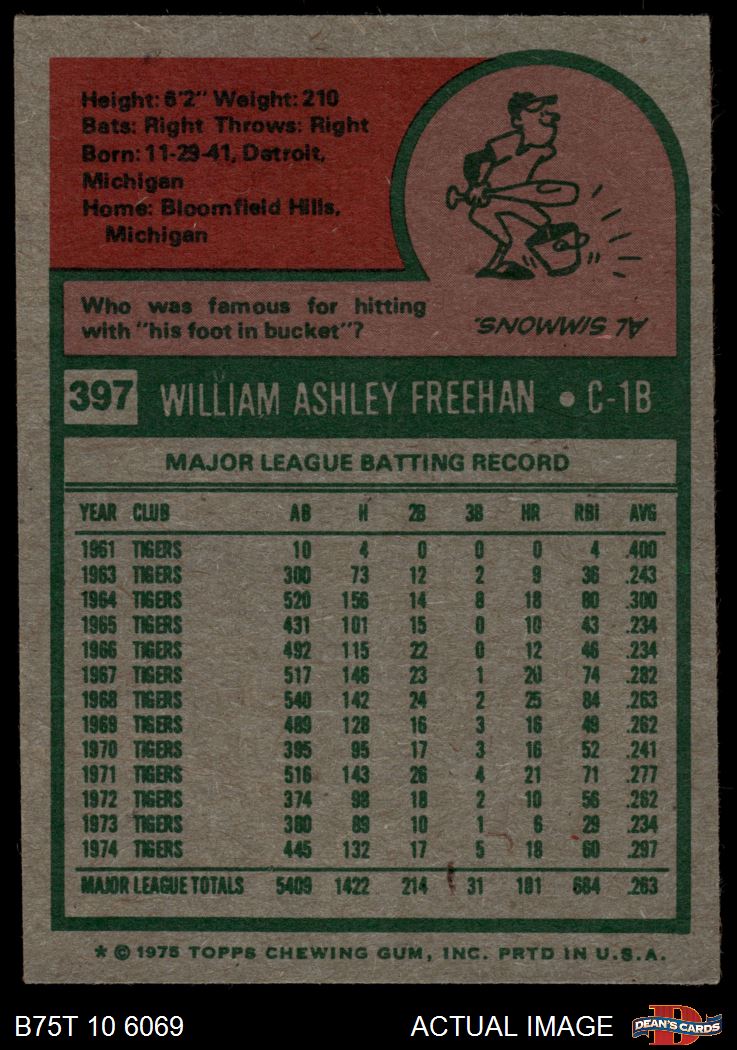 Height: 6'2" Weight: 210
Bats: Right Throws: Right
Born: 11-29-41, Detroit,
Michigan
Home: Bloomfield Hills,
Michigan
Who was famous for hitting
with "his foot in bucket"?
AL SIMMONS.
397 WILLIAM ASHLEY FREEHAN • C-1B
MAJOR LEAGUE BATTING RECORD
YEAR CLUB AB H 2B 3B HR RBI AVG
1961 TIGERS 10 4 0 0 0 4 .400
1963 TIGERS 300 73 12 2 9 36 .243
1964 TIGERS 520 156 14 8 18 80 .300
1965 TIGERS 431 101 15 0 10 43 .234
1966 TIGERS 492 115 22 0 12 46 .234
1967 TIGERS 517 146 23 1 20 74 .282
1968 TIGERS 540 142 24 2 25 84 .263
1969 TIGERS 489 128 16 3 16 49 .262
1970 TIGERS 395 95 17 3 16 52 .241
1971 TIGERS 516 143 26 4 21 71 .277
1972 TIGERS 374 98 18 2 10 56 .262
1973 TIGERS 380 89 10 1 6 29 .234
1974 TIGERS 445 132 17 5 18 60 .297
MAJOR LEAGUE TOTALS 5409 1422 214 31 181 684 .263
* © 1975 TOPPS CHEWING GUM, INC. PRTD IN U.S.A.
B75T 10 6069 ACTUAL IMAGE DEAN'S CARDS